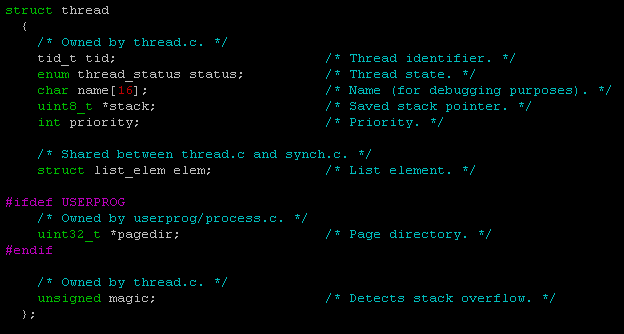 struct thread
  {
    /* Owned by thread.c. */
    tid_t tid;                          /* Thread identifier. */
    enum thread_status status;          /* Thread state. */
    char name[16];                      /* Name (for debugging purposes). */
    uint8_t *stack;                     /* Saved stack pointer. */
    int priority;                       /* Priority. */

    /* Shared between thread.c and synch.c. */
    struct list_elem elem;              /* List element. */

#ifdef USERPROG
    /* Owned by userprog/process.c. */
    uint32_t *pagedir;                  /* Page directory. */
#endif

    /* Owned by thread.c. */
    unsigned magic;                     /* Detects stack overflow. */
  };